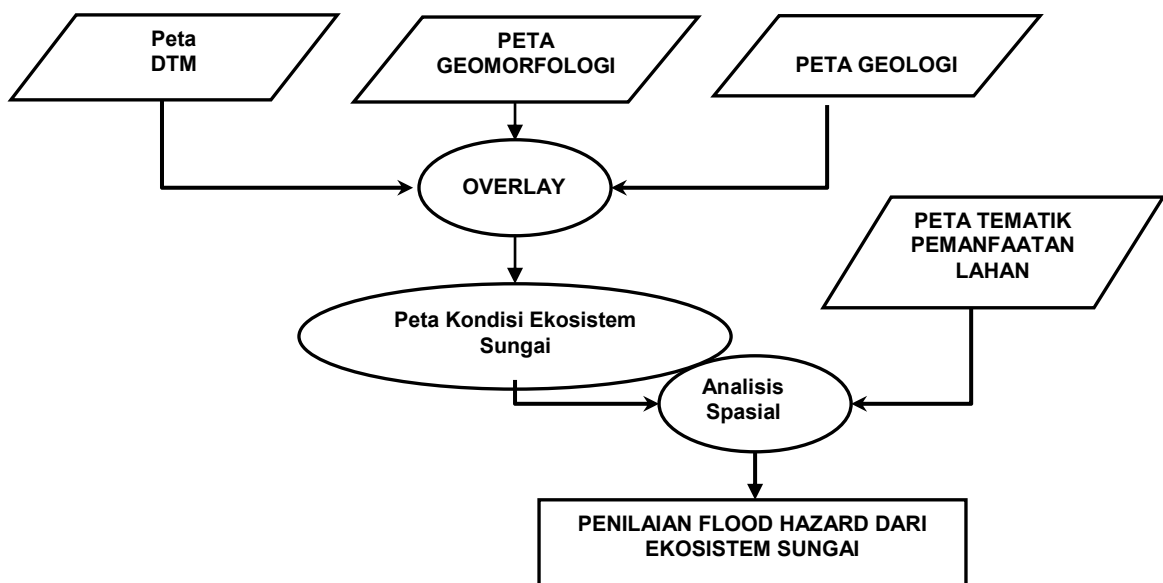 Peta
DTM
PETA
GEOMORFOLOGI
PETA GEOLOGI
OVERLAY
PETA TEMATIK
PEMANFAATAN
LAHAN
Peta Kondisi Ekosistem
Sungai
Analisis
Spasial
PENILAIAN FLOOD HAZARD DARI
EKOSISTEM SUNGAI